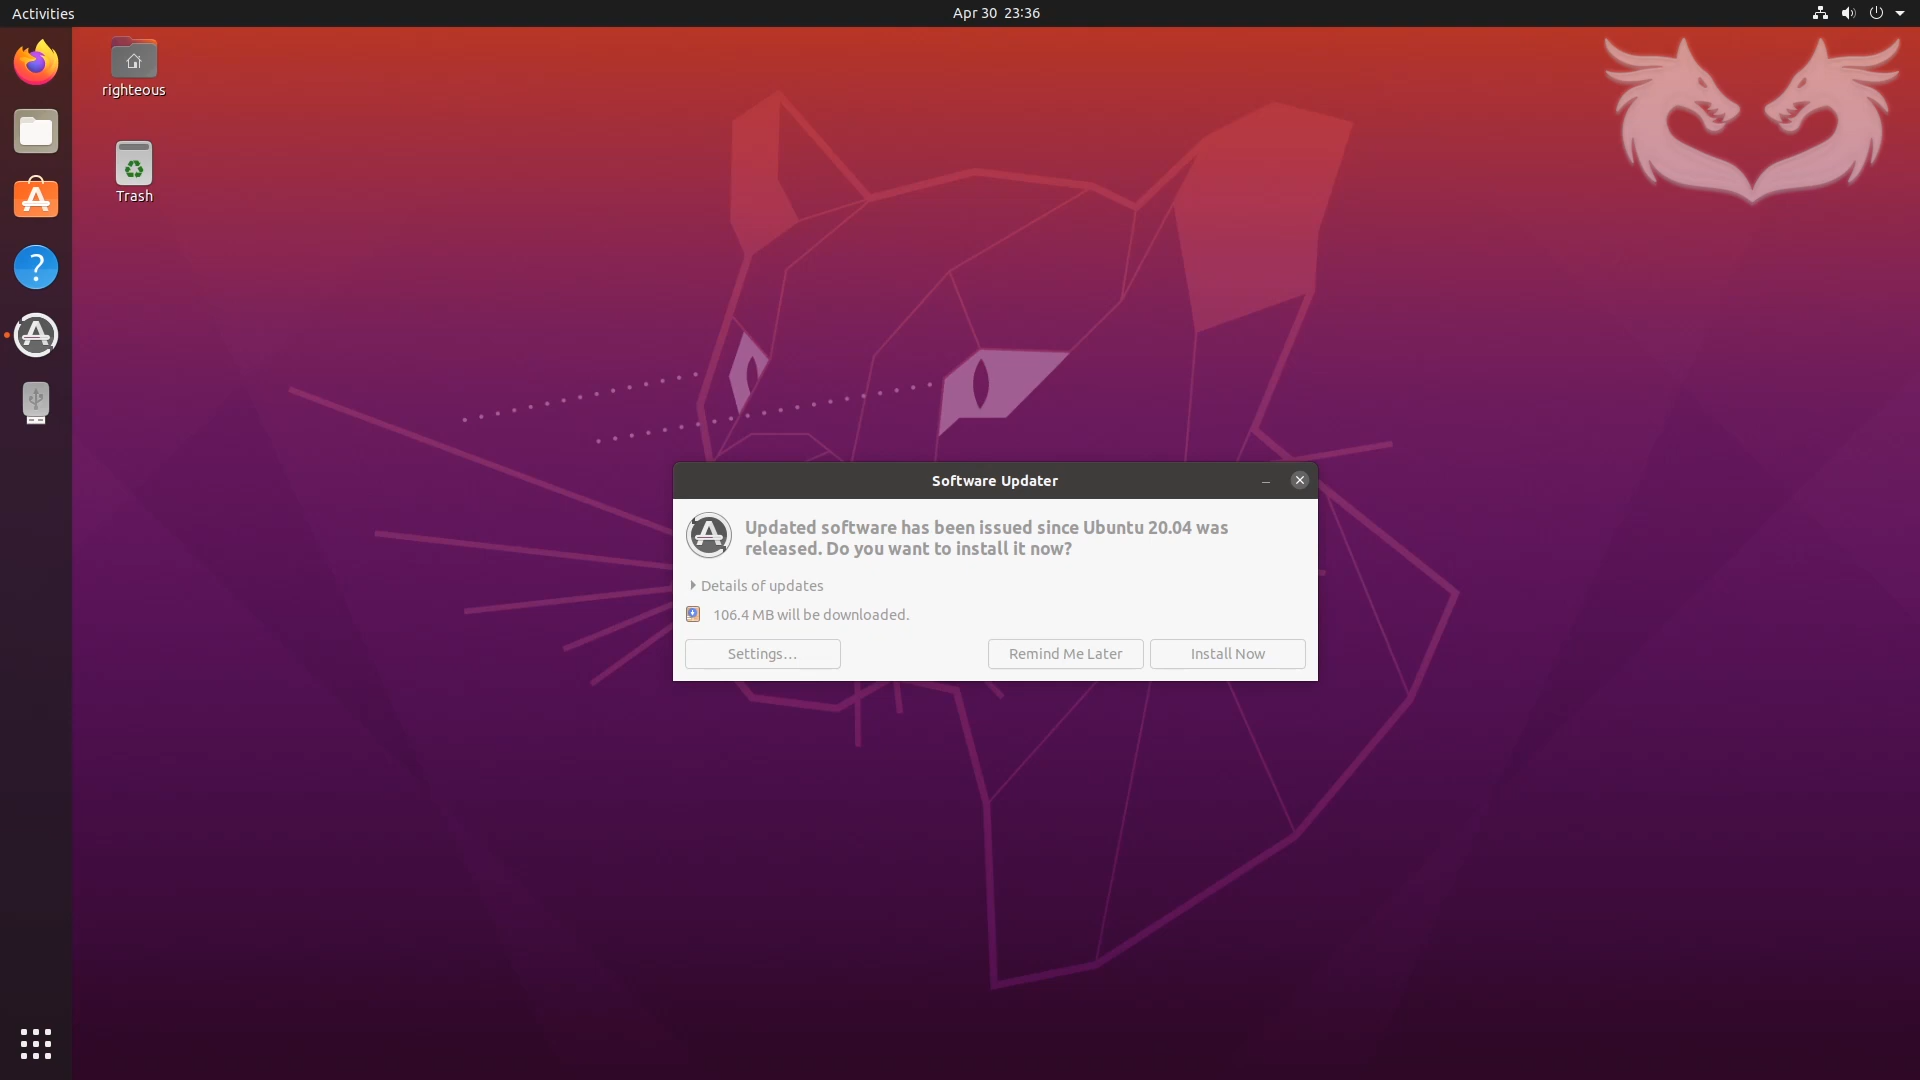 Activities
Apr 30 23:36
righteous
Trash
Software Updater
Updated software has been issued since Ubuntu 20.04 was
released. Do you want to install it now?
Details of updates
106.4 MB will be downloaded.
Settings…
Remind Me Later
Install Now